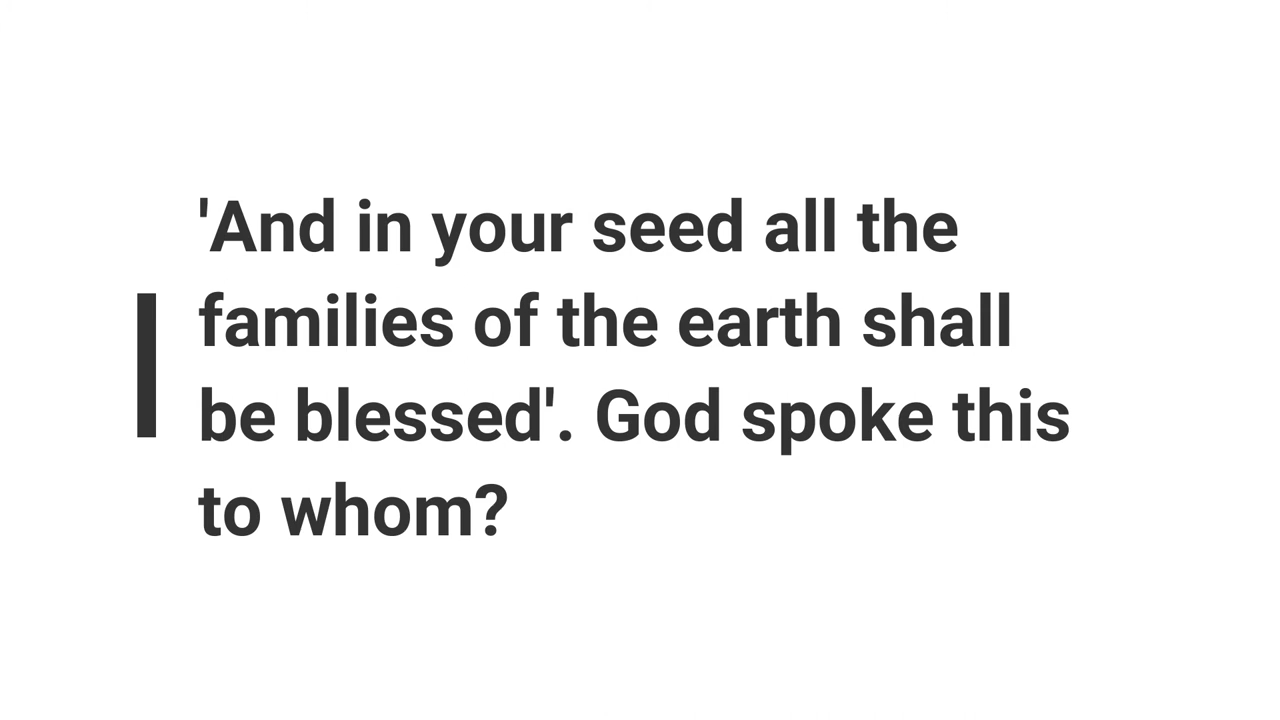 'And in your seed all the
families of the earth shall
be blessed'. God spoke this
to whom?